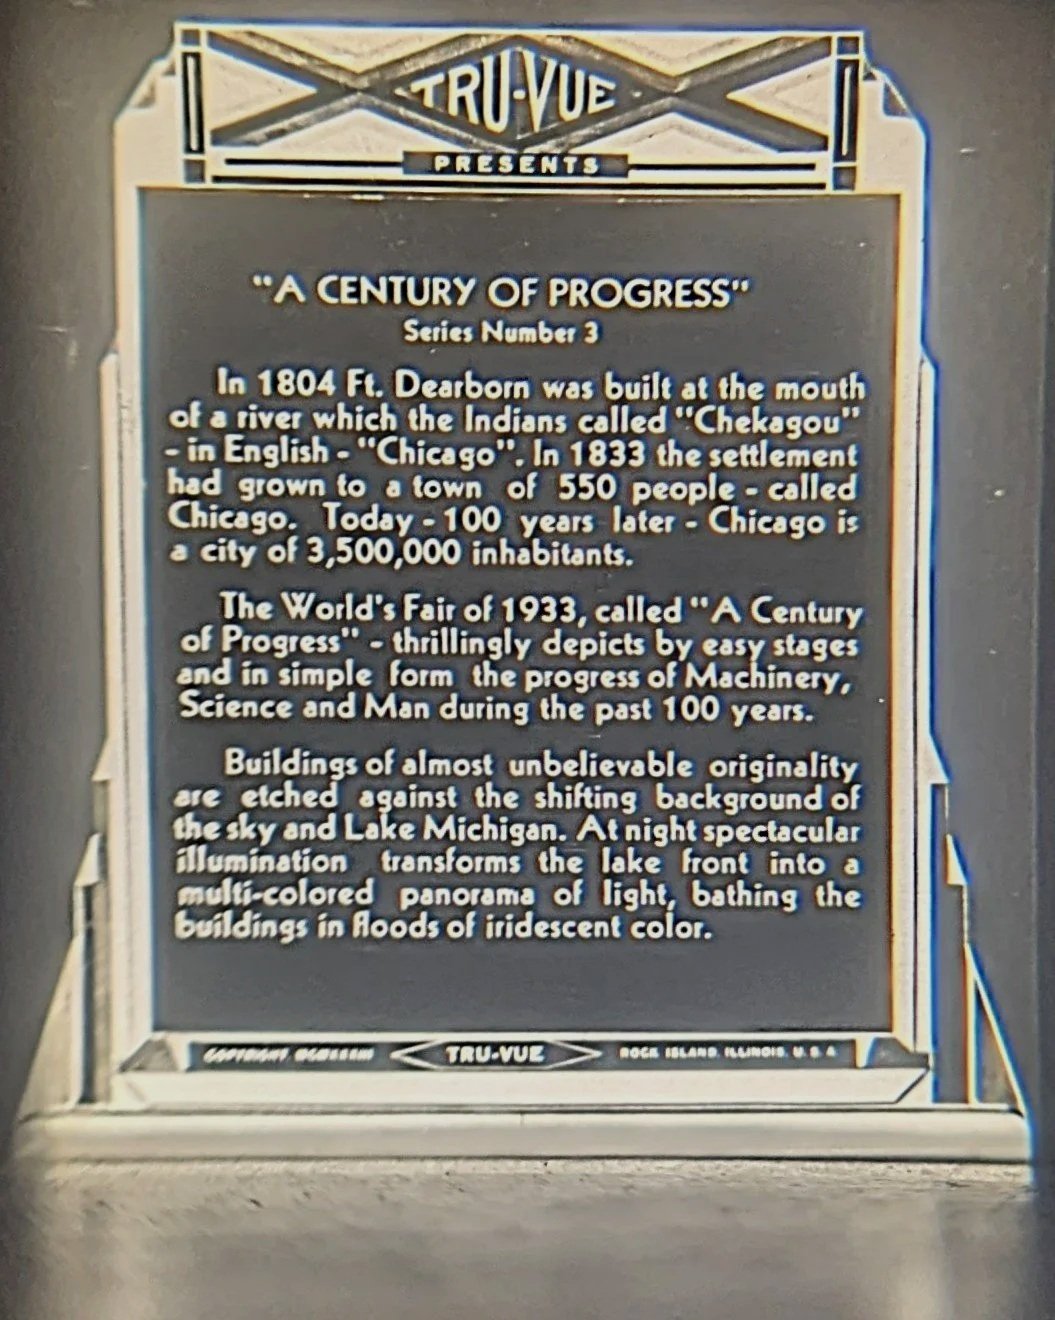 TRU-VUE
PRESENTS
"A CENTURY OF PROGRESS"
Series Number 3
In 1804 Ft. Dearborn was built at the mouth
of a river which the Indians called "Chekagou"
- in English - "Chicago". In 1833 the settlement
had grown to a town of 550 people - called
Chicago. Today - 100 years later - Chicago is
a city of 3,500,000 inhabitants.
The World's Fair of 1933, called "A Century
of Progress" - thrillingly depicts by easy stages
and in simple form the progress of Machinery,
Science and Man during the past 100 years.
Buildings of almost unbelievable originality
are etched against the shifting background of
the sky and Lake Michigan. At night spectacular
illumination transforms the lake front into a
multi-colored panorama of light, bathing the
buildings in floods of iridescent color.
COPYRIGHT TRU-VUE ROCK ISLAND, ILLINOIS, U. S. A.